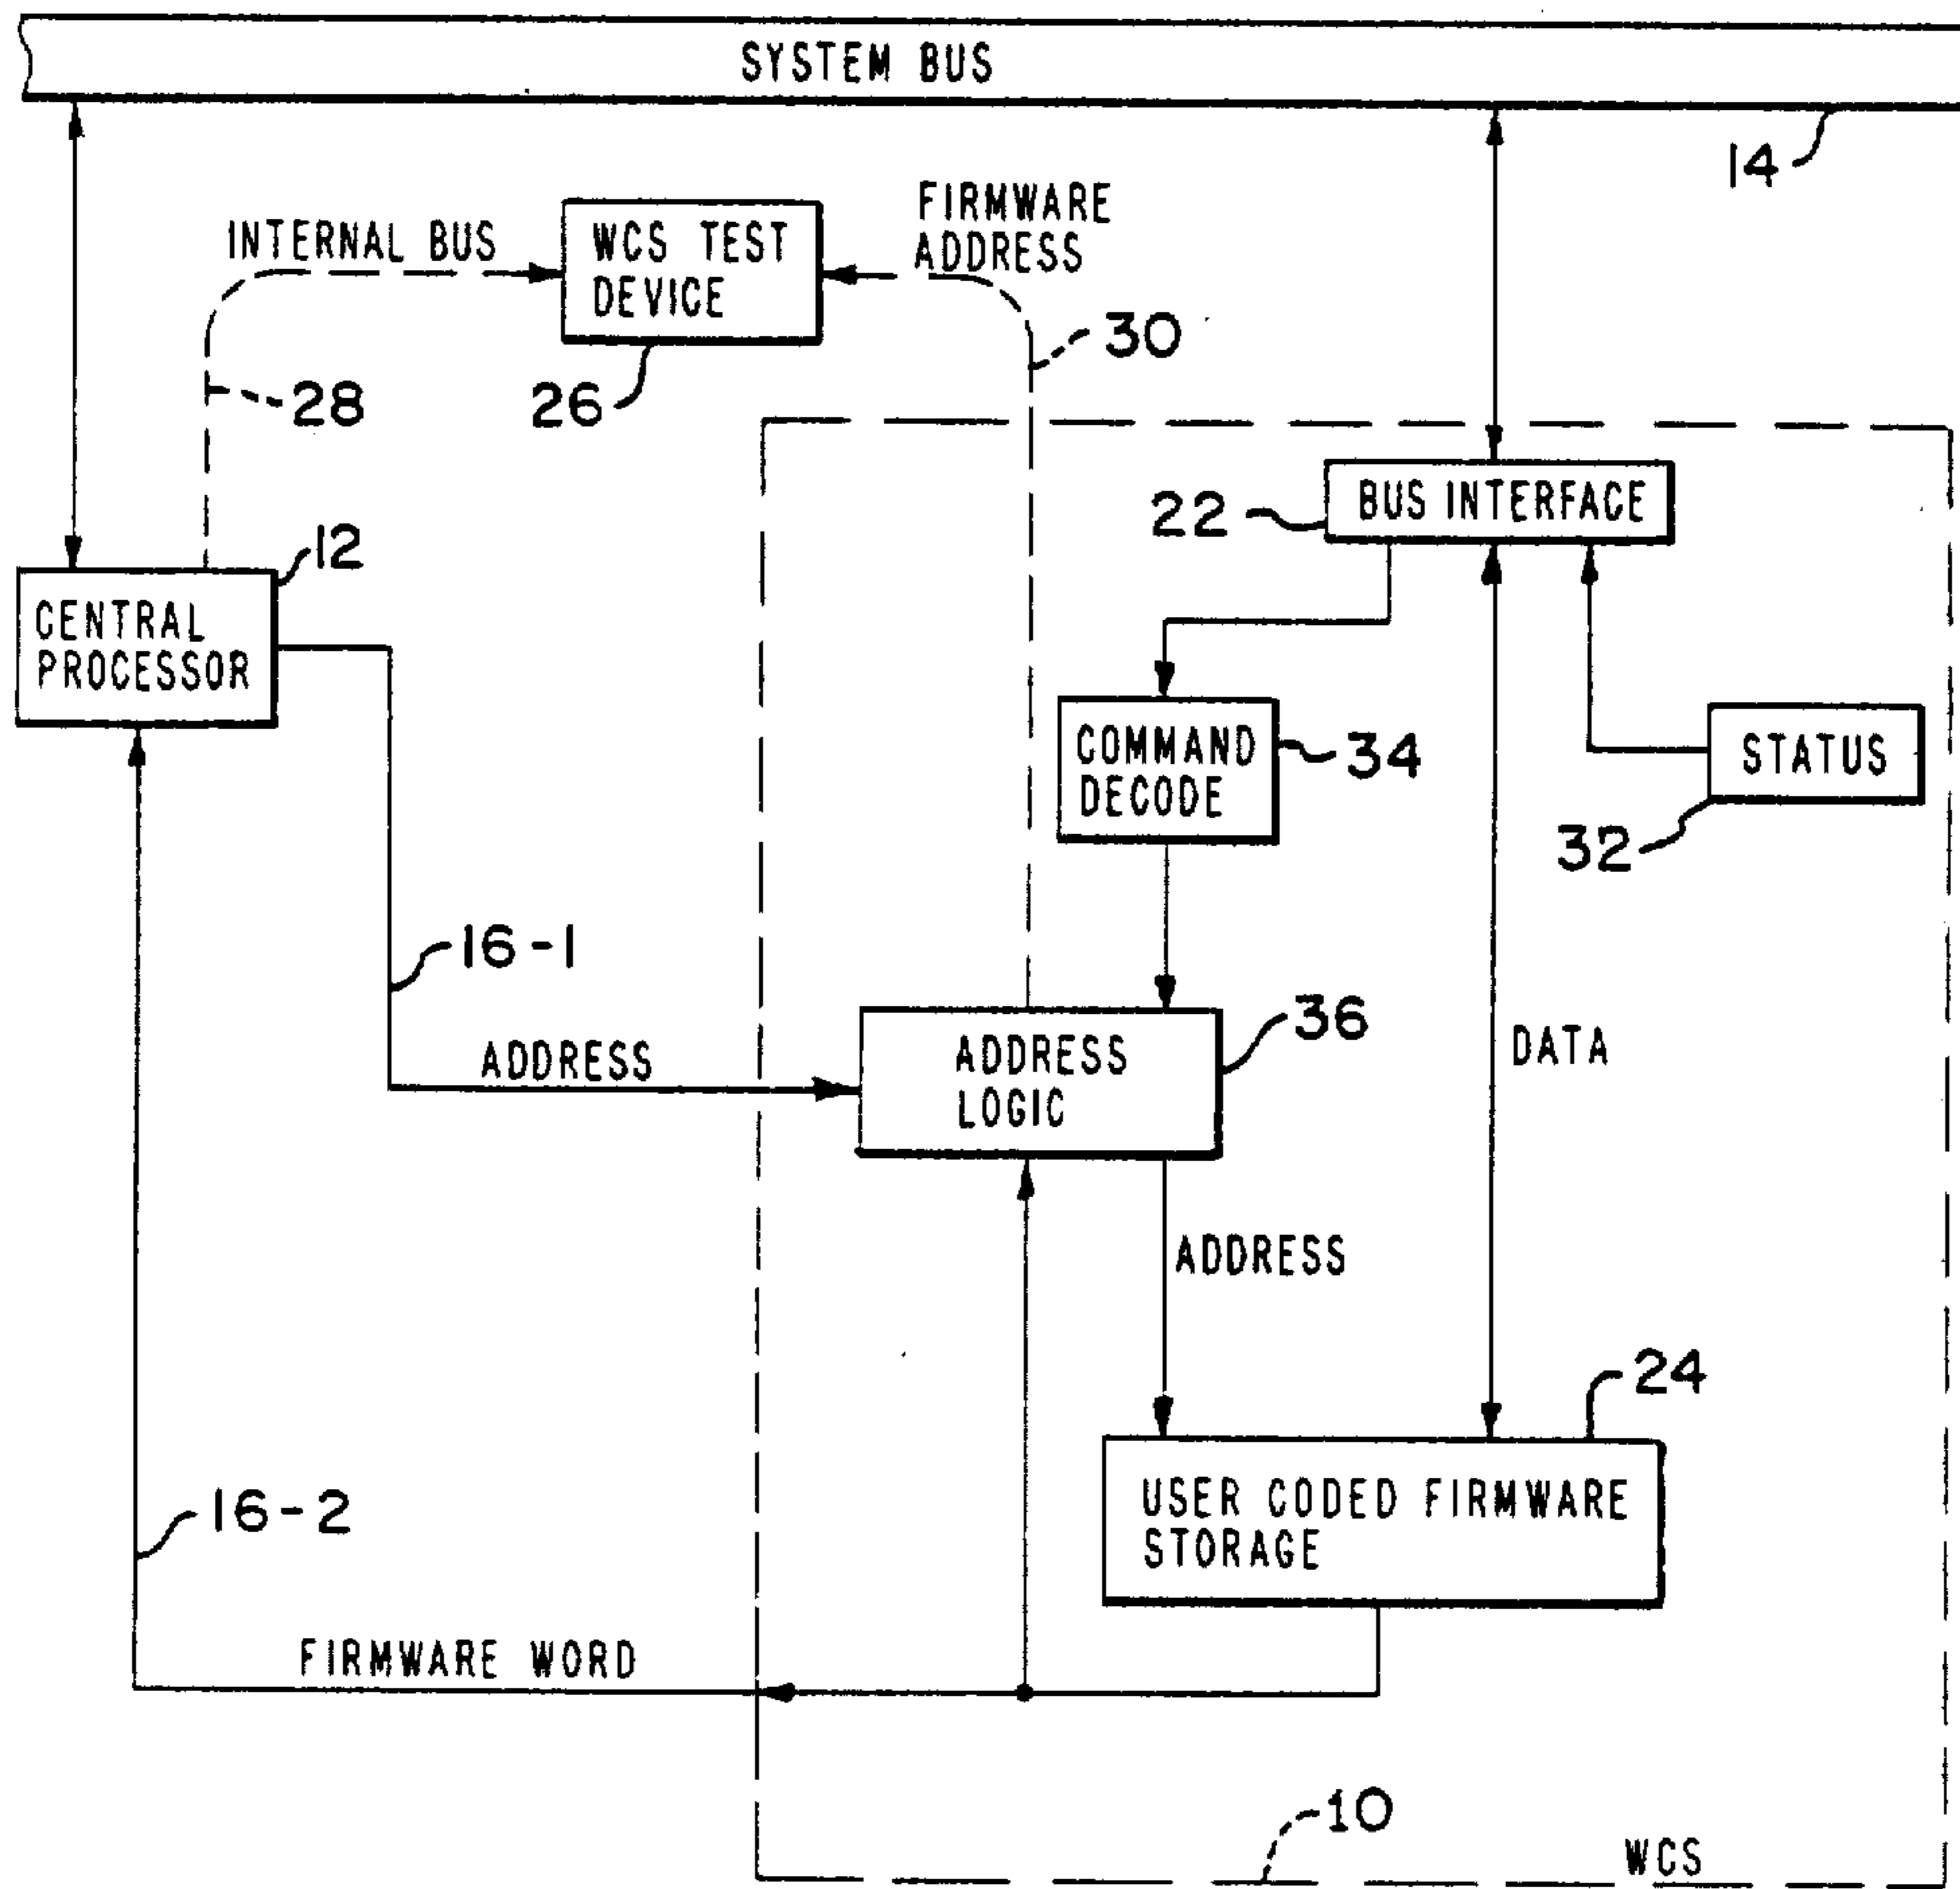 SYSTEM BUS
14
INTERNAL BUS
WCS TEST
DEVICE
FIRMWARE
ADDRESS
30
28
26
22
BUS INTERFACE
12
CENTRAL
PROCESSOR
COMMAND
DECODE
34
STATUS
32
16-1
ADDRESS
ADDRESS
LOGIC
36
DATA
ADDRESS
24
USER CODED FIRMWARE
STORAGE
16-2
FIRMWARE WORD
10
WCS